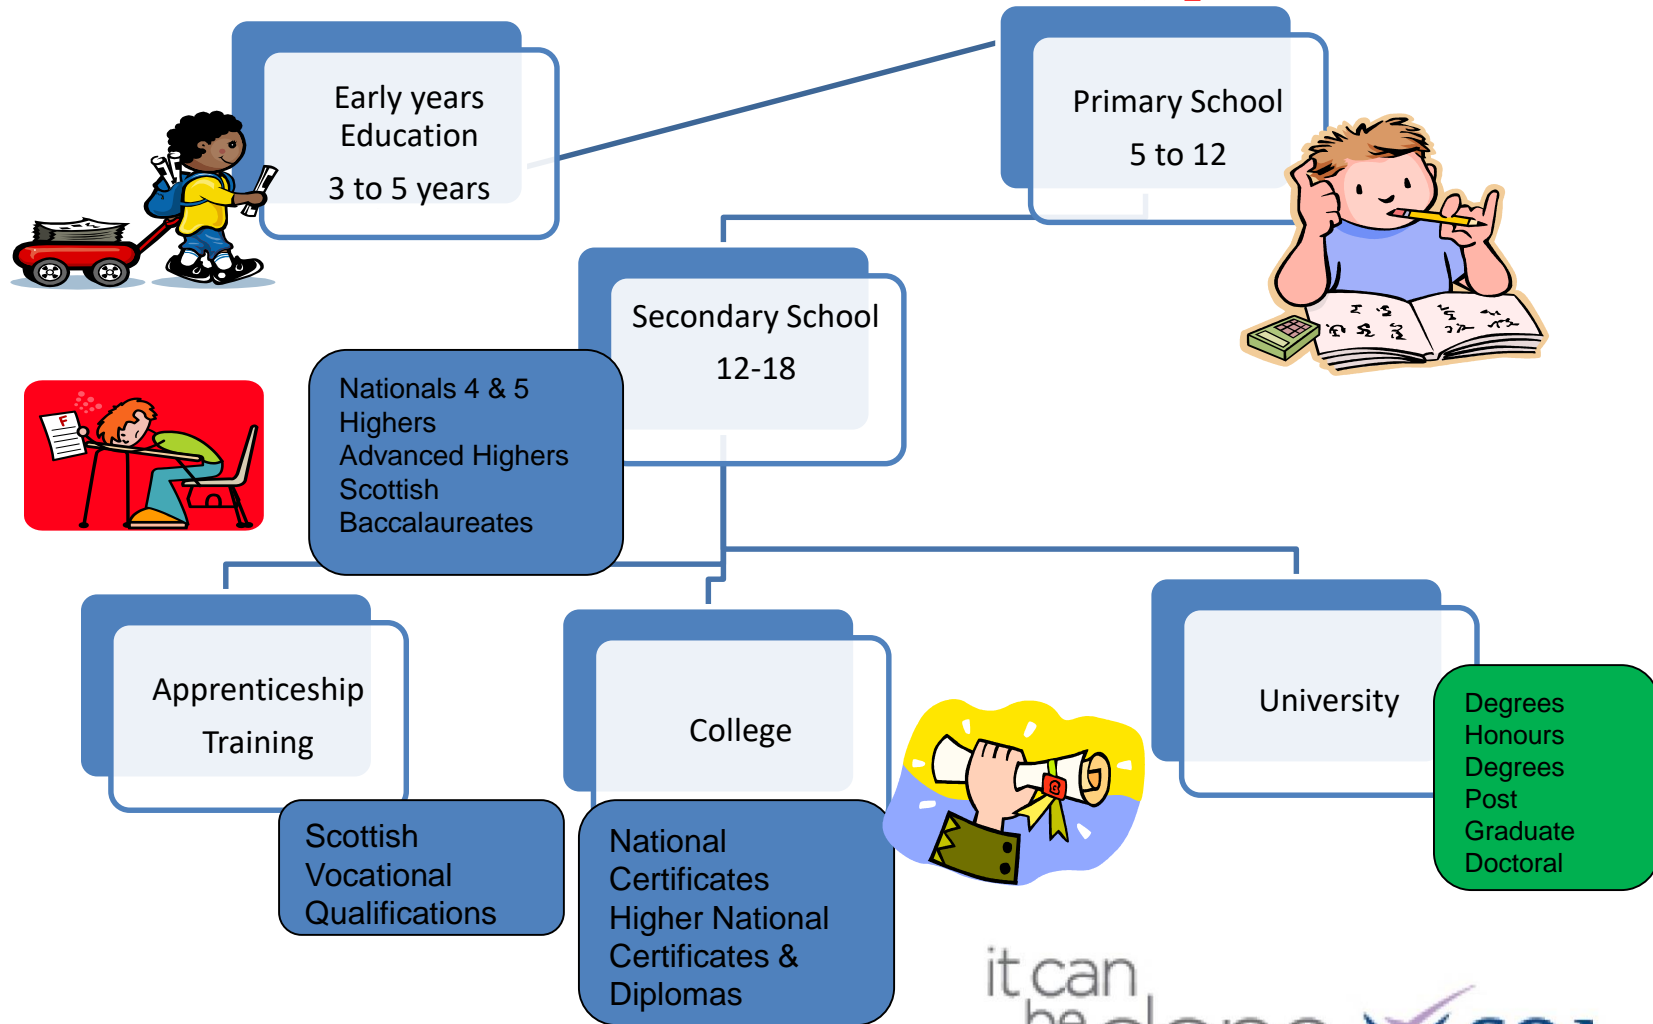 Early years
Education
3 to 5 years
Primary School
5 to 12
Secondary School
12-18
Nationals 4 & 5
Highers
Advanced Highers
Scottish
Baccalaureates
F
Apprenticeship
Training
Scottish
Vocational
Qualifications
College
National
Certificates
Higher National
Certificates &
Diplomas
University
Degrees
Honours
Degrees
Post
Graduate
Doctoral
it can
be done